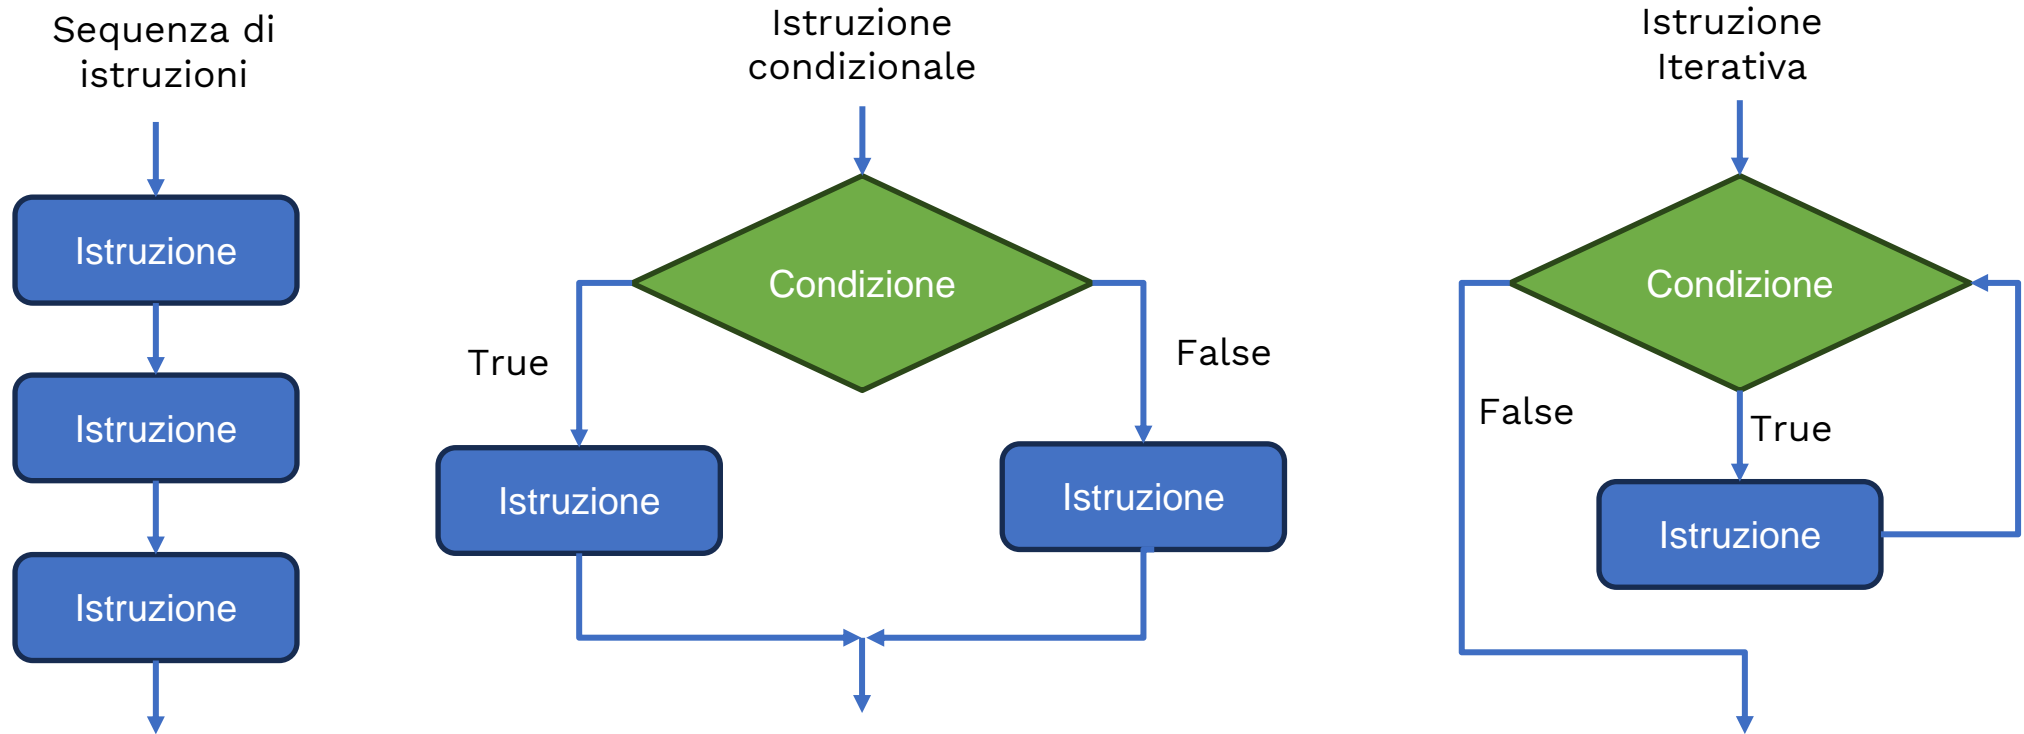 Sequenza di
istruzioni
Istruzione
Istruzione
Istruzione
Istruzione
condizionale
Condizione
True
False
Istruzione
Istruzione
Istruzione
Iterativa
Condizione
False
True
Istruzione